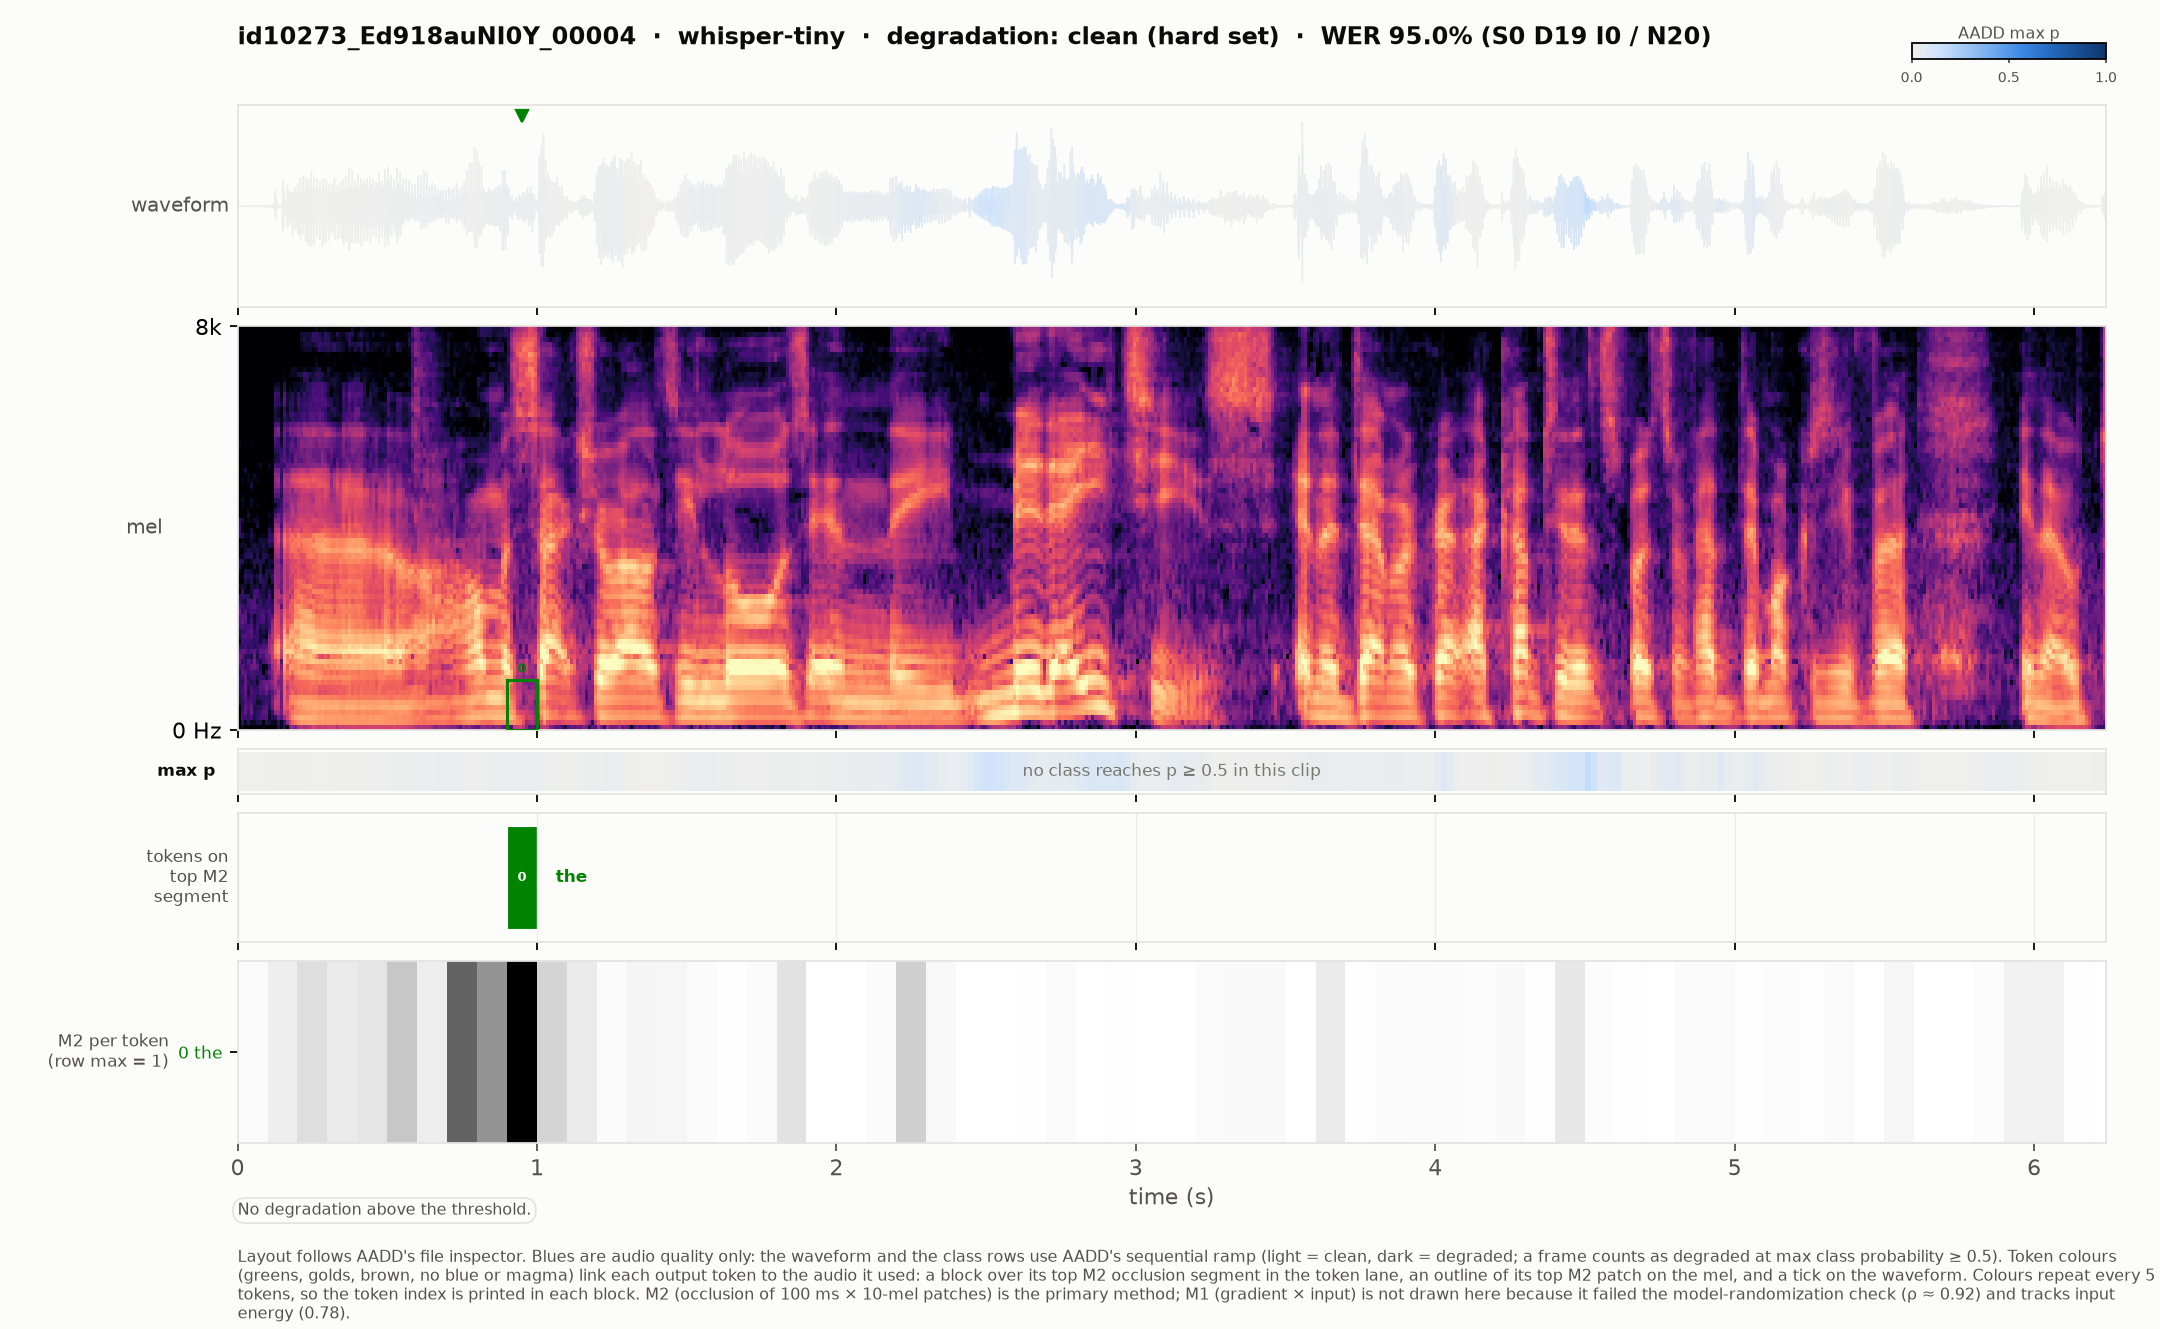 id10273_Ed918auNI0Y_00004 · whisper-tiny · degradation: clean (hard set) · WER 95.0% (S0 D19 I0 / N20)
AADD max p
0.0 0.5 1.0
waveform
8k
mel
0
0 Hz
max p
no class reaches p ≥ 0.5 in this clip
tokens on
top M2
segment
0 the
M2 per token
(row max = 1)
0 the
0 1 2 3 4 5 6
time (s)
No degradation above the threshold.
Layout follows AADD's file inspector. Blues are audio quality only: the waveform and the class rows use AADD's sequential ramp (light = clean, dark = degraded; a frame counts as degraded at max class probability ≥ 0.5). Token colours
(greens, golds, brown, no blue or magma) link each output token to the audio it used: a block over its top M2 occlusion segment in the token lane, an outline of its top M2 patch on the mel, and a tick on the waveform. Colours repeat every 5
tokens, so the token index is printed in each block. M2 (occlusion of 100 ms × 10-mel patches) is the primary method; M1 (gradient × input) is not drawn here because it failed the model-randomization check (ρ ≈ 0.92) and tracks input
energy (0.78).